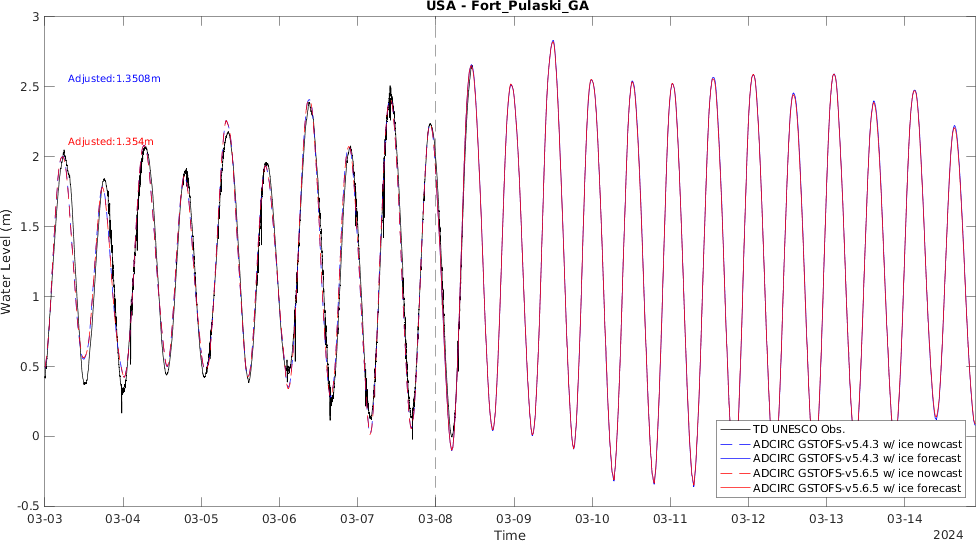 USA - Fort_Pulaski_GA
3
2.5
2
1.5
1
0.5
0
-0.5
Water Level (m)
Adjusted:1.3508m
Adjusted:1.354m
TD UNESCO Obs.
ADCIRC GSTOFS-v5.4.3 w/ ice nowcast
ADCIRC GSTOFS-v5.4.3 w/ ice forecast
ADCIRC GSTOFS-v5.6.5 w/ ice nowcast
ADCIRC GSTOFS-v5.6.5 w/ ice forecast
03-03 03-04 03-05 03-06 03-07 03-08 03-09 03-10 03-11 03-12 03-13 03-14
Time
2024